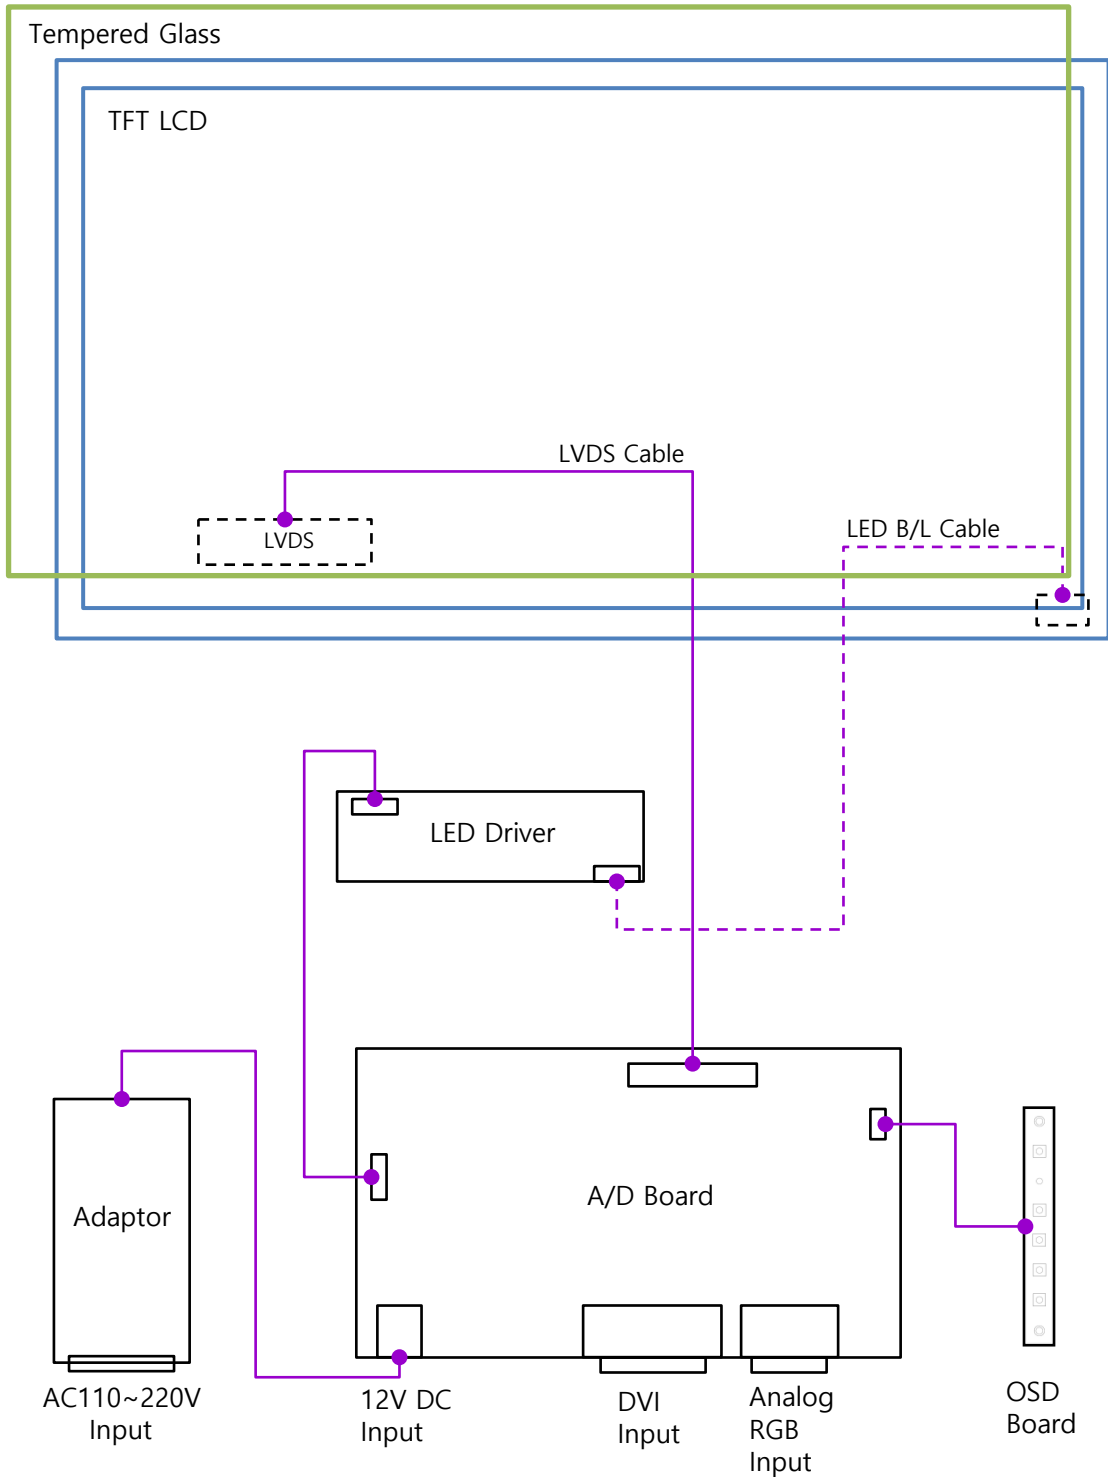 Tempered Glass
TFT LCD
LVDS Cable
LVDS
LED B/L Cable
LED Driver
A/D Board
Adaptor
AC110~220V
Input
12V DC
Input
DVI
Input
Analog
RGB
Input
OSD
Board